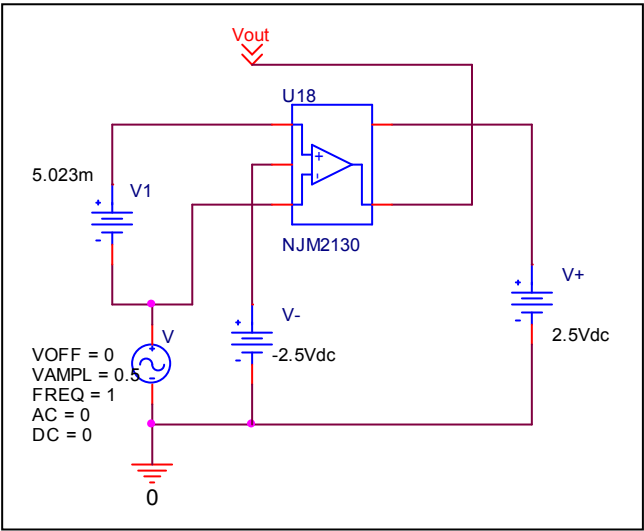 Vout
U18
+
-
NJM2130
5.023m
+
V1
-
V-
+
-
-2.5Vdc
V+
+
-
2.5Vdc
V
+
-
VOFF = 0
VAMPL = 0.5
FREQ = 1
AC = 0
DC = 0
0